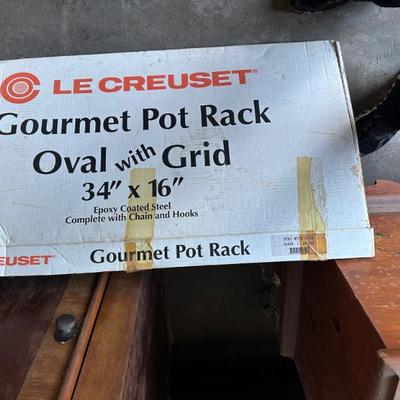 LE CREUSET®
Gourmet Pot Rack
Oval with Grid
34" x 16"
Epoxy Coated Steel
Complete with Chain and Hooks
Gourmet Pot Rack